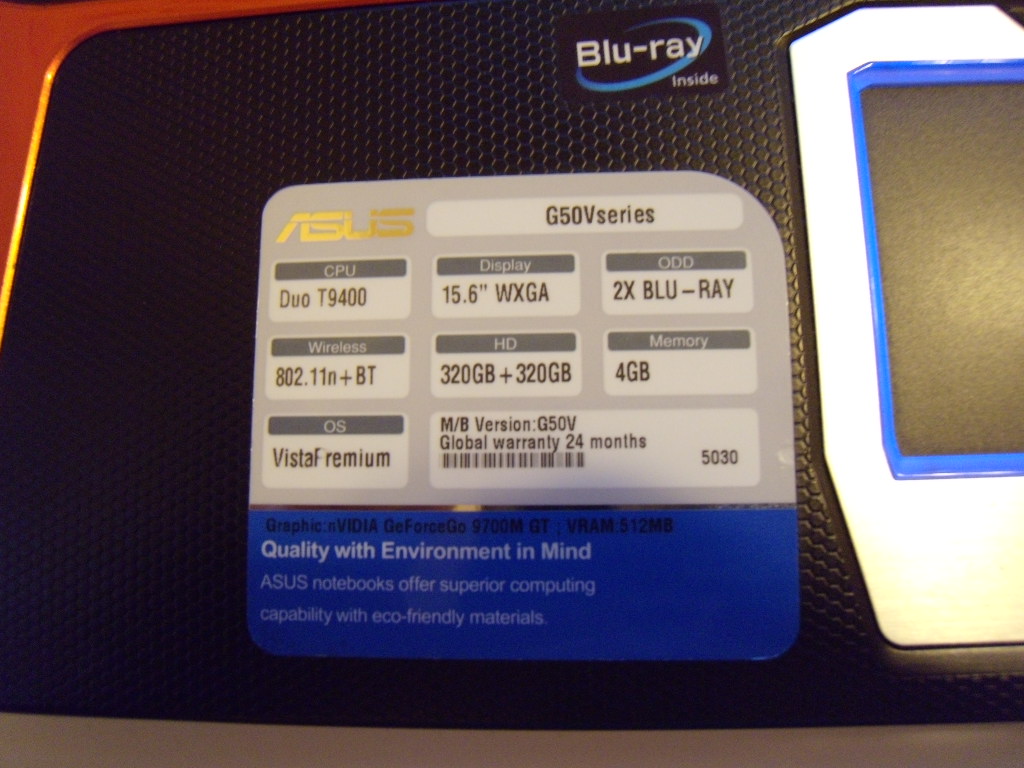 Blu-ray
Inside
ASUS
G50Vseries
CPU
Duo T9400
Display
15.6" WXGA
ODD
2X BLU-RAY
Wireless
802.11n+BT
HD
320GB+320GB
Memory
4GB
OS
VistaPremium
M/B Version:G50V
Global warranty 24 months
5030
Graphic:nVIDIA GeForceGo 9700M GT ; VRAM:512MB
Quality with Environment in Mind
ASUS notebooks offer superior computing
capability with eco-friendly materials.